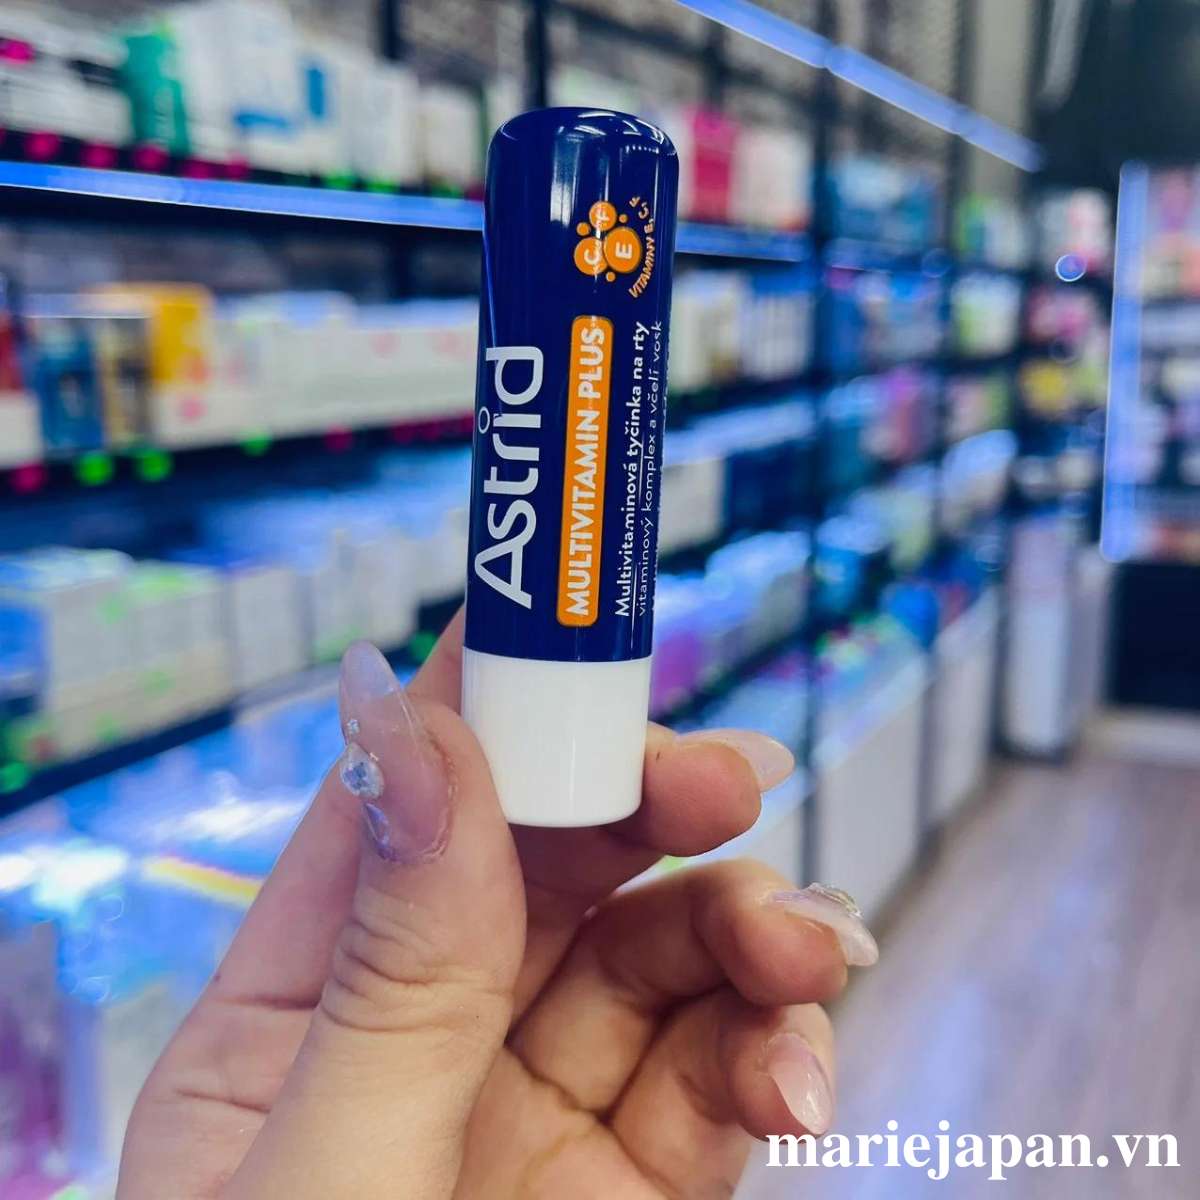 Astrid
MULTIVITAMIN PLUS
Multivitaminová tyčinka na rty
vitaminový komplex a včelí vosk
C
F
E
VITAMINY E, C,
mariejapan.vn